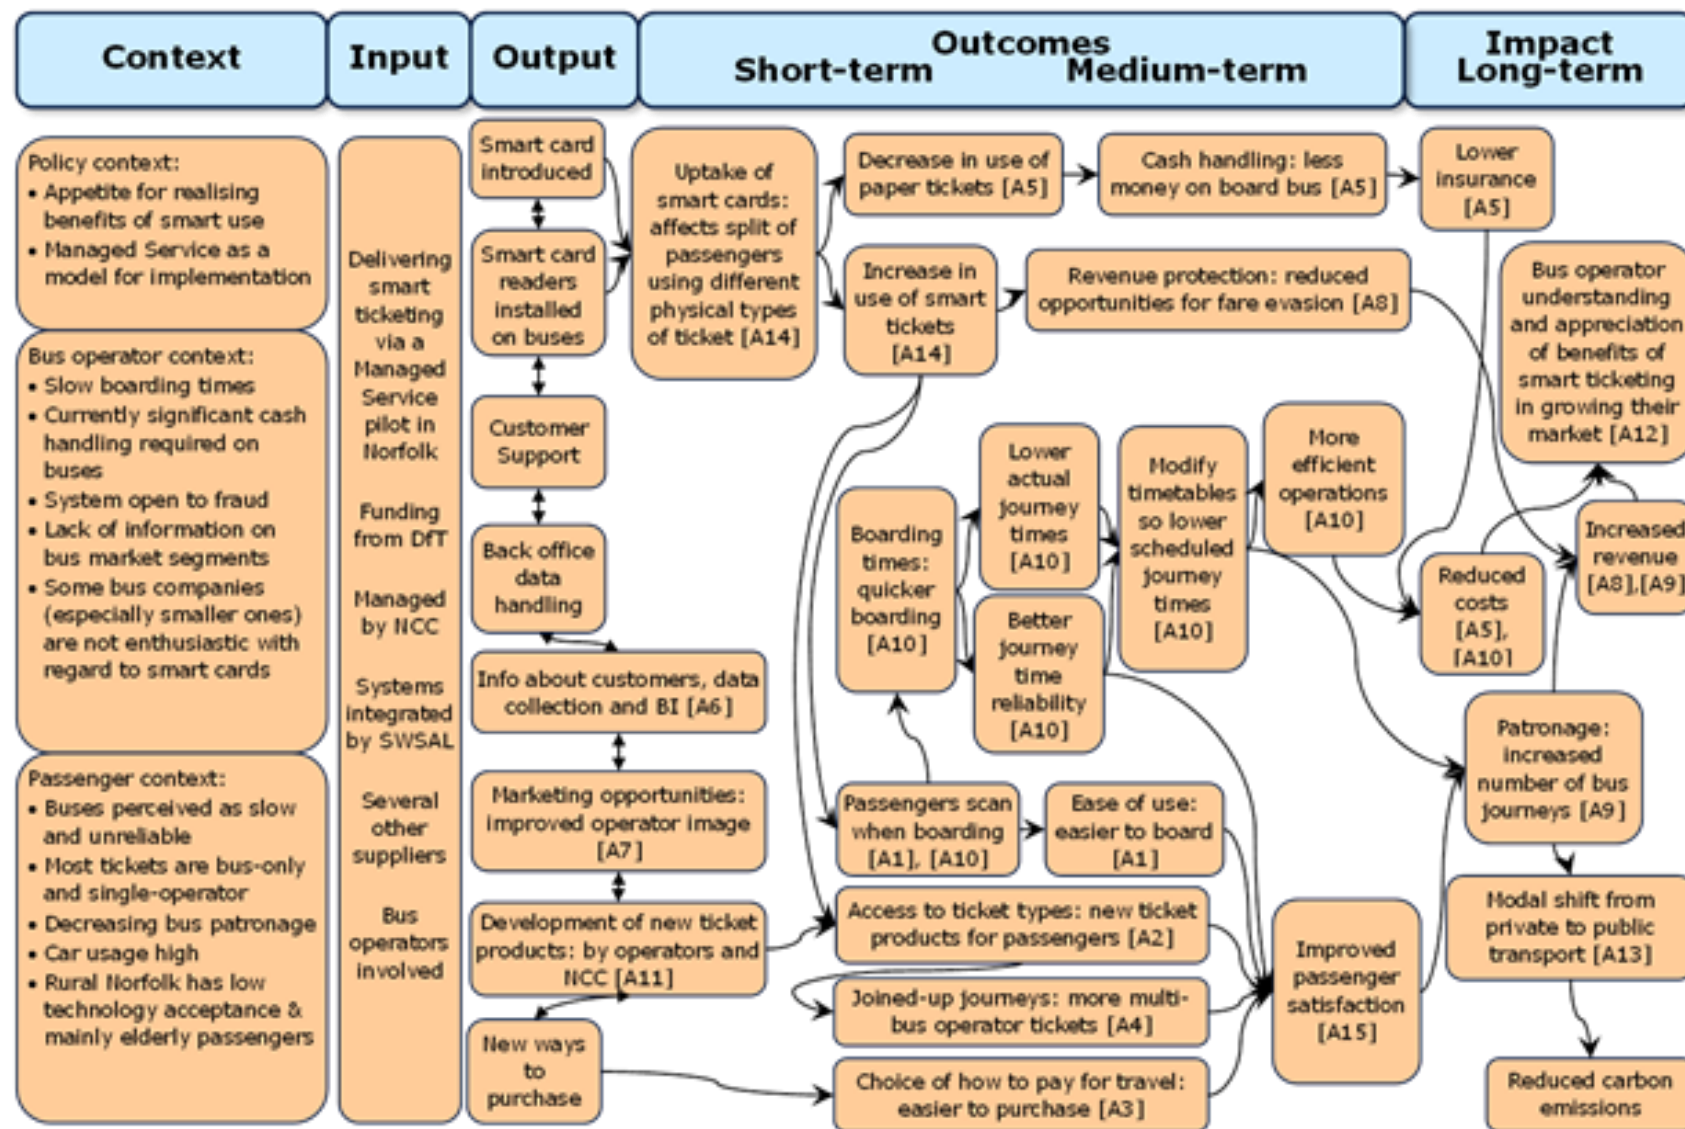 Context
Input
Output
Outcomes
Short-term
Medium-term
Impact
Long-term
Policy context:
• Appetite for realising
benefits of smart use
• Managed Service as a
model for implementation
Bus operator context:
• Slow boarding times
• Currently significant cash
handling required on
buses
• System open to fraud
• Lack of information on
bus market segments
• Some bus companies
(especially smaller ones)
are not enthusiastic with
regard to smart cards
Passenger context:
• Buses perceived as slow
and unreliable
• Most tickets are bus-only
and single-operator
• Decreasing bus patronage
• Car usage high
• Rural Norfolk has low
technology acceptance &
mainly elderly passengers
Delivering
smart
ticketing
via a
Managed
Service
pilot in
Norfolk
Funding
from DfT
Managed
by NCC
Systems
integrated
by SWSAL
Several
other
suppliers
Bus
operators
involved
Smart card
introduced
Smart card
readers
installed
on buses
Customer
Support
Back office
data
handling
Info about customers, data
collection and BI [A6]
Marketing opportunities:
improved operator image
[A7]
Development of new ticket
products: by operators and
NCC [A11]
New ways
to
purchase
Uptake of
smart cards:
affects split of
passengers
using different
physical types
of ticket [A14]
Decrease in use of
paper tickets [A5]
Cash handling: less
money on board bus [A5]
Lower
insurance
[A5]
Increase in
use of smart
tickets
[A14]
Revenue protection: reduced
opportunities for fare evasion [A8]
Bus operator
understanding
and appreciation
of benefits of
smart ticketing
in growing their
market [A12]
Boarding
times:
quicker
boarding
[A10]
Lower
actual
journey
times
[A10]
Better
journey
time
reliability
[A10]
Modify
timetables
so lower
scheduled
journey
times
[A10]
More
efficient
operations
[A10]
Reduced
costs
[A5],
[A10]
Increased
revenue
[A8],[A9]
Passengers scan
when boarding
[A1], [A10]
Ease of use:
easier to board
[A1]
Access to ticket types: new ticket
products for passengers [A2]
Joined-up journeys: more multi-
bus operator tickets [A4]
Choice of how to pay for travel:
easier to purchase [A3]
Improved
passenger
satisfaction
[A15]
Patronage:
increased
number of bus
journeys [A9]
Modal shift from
private to public
transport [A13]
Reduced carbon
emissions